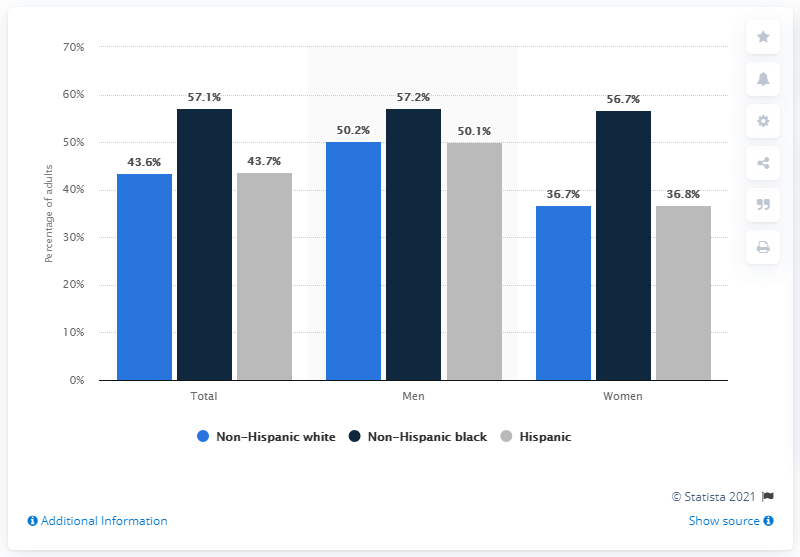 70%
60%
50%
40%
30%
20%
10%
0%
Percentage of adults
43.6%
57.1%
43.7%
50.2%
57.2%
50.1%
36.7%
56.7%
36.8%
Total
Men
Women
Non-Hispanic white
Non-Hispanic black
Hispanic
© Statista 2021
Additional Information
Show source